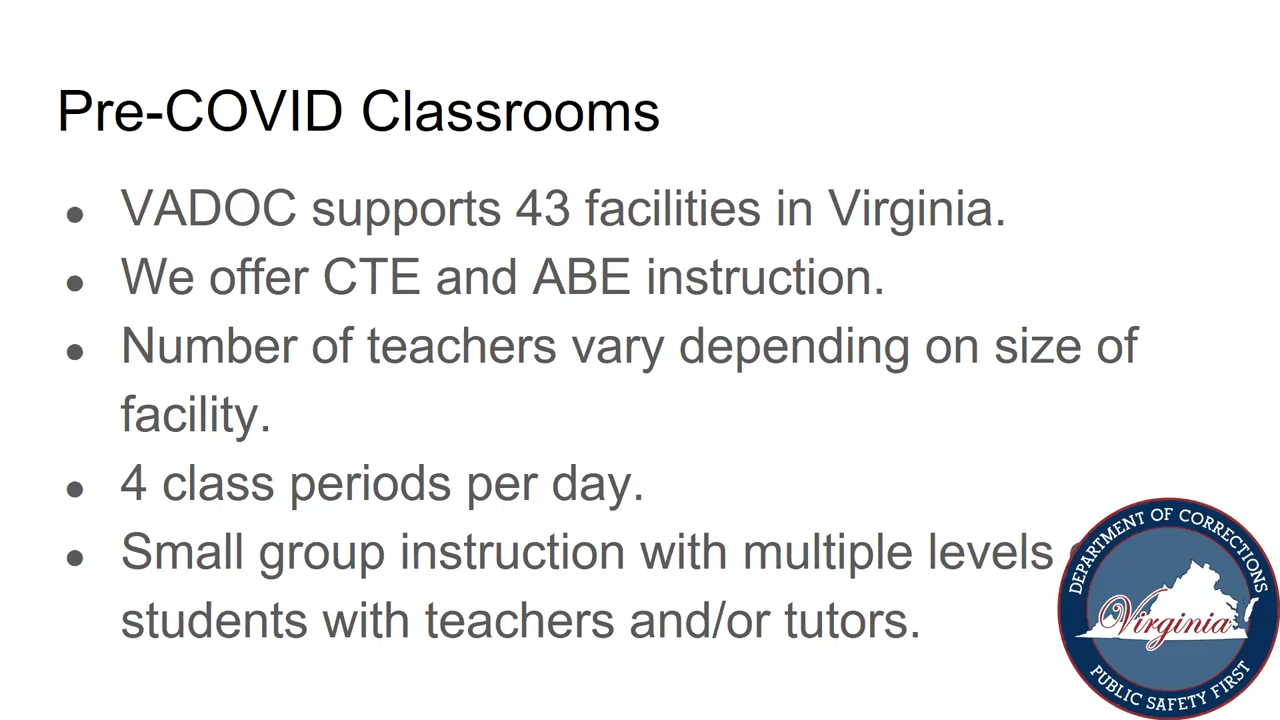 Pre-COVID Classrooms
● VADOC supports 43 facilities in Virginia.
● We offer CTE and ABE instruction.
● Number of teachers vary depending on size of
facility.
● 4 class periods per day.
● Small group instruction with multiple levels
students with teachers and/or tutors.
DEPARTMENT OF CORRECTIONS
Virginia
PUBLIC SAFETY FIRST